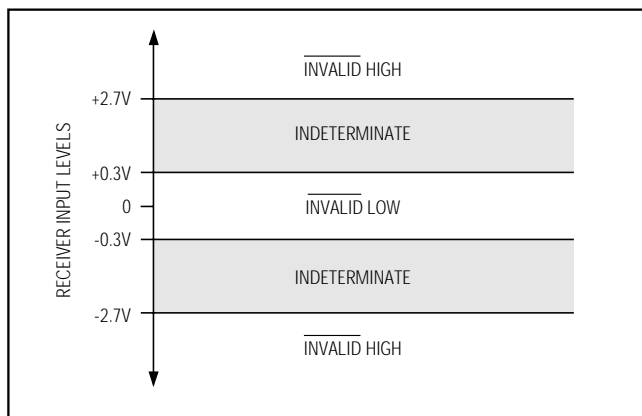 RECEIVER INPUT LEVELS
INVALID HIGH
+2.7V
INDETERMINATE
+0.3V
0
INVALID LOW
-0.3V
INDETERMINATE
-2.7V
INVALID HIGH